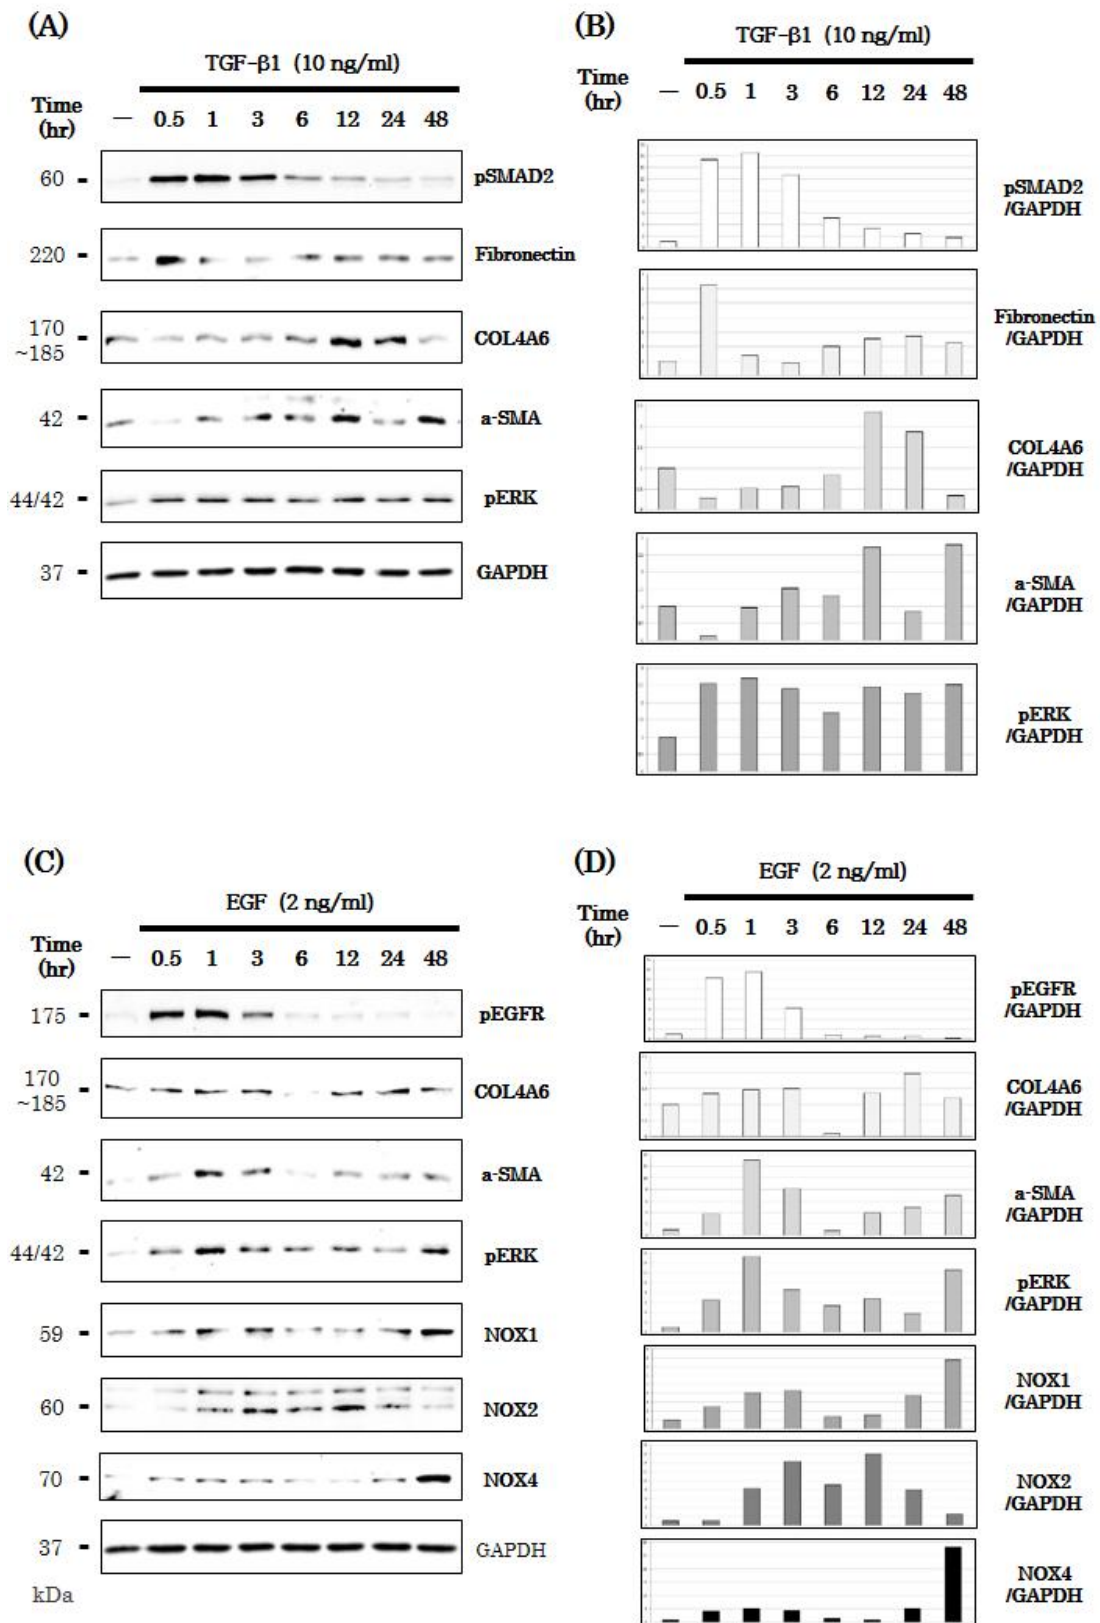 (A)
TGF-β1 (10 ng/ml)
Time
(hr)
— 0.5 1 3 6 12 24 48
60 - pSMAD2
220 - Fibronectin
170
~185 - COL4A6
42 - a-SMA
44/42 - pERK
37 - GAPDH
(B)
TGF-β1 (10 ng/ml)
Time
(hr)
— 0.5 1 3 6 12 24 48
pSMAD2
/GAPDH
Fibronectin
/GAPDH
COL4A6
/GAPDH
a-SMA
/GAPDH
pERK
/GAPDH
(C)
EGF (2 ng/ml)
Time
(hr)
— 0.5 1 3 6 12 24 48
175 - pEGFR
170
~185 - COL4A6
42 - a-SMA
44/42 - pERK
59 - NOX1
60 - NOX2
70 - NOX4
37 - GAPDH
kDa
(D)
EGF (2 ng/ml)
Time
(hr)
— 0.5 1 3 6 12 24 48
pEGFR
/GAPDH
COL4A6
/GAPDH
a-SMA
/GAPDH
pERK
/GAPDH
NOX1
/GAPDH
NOX2
/GAPDH
NOX4
/GAPDH